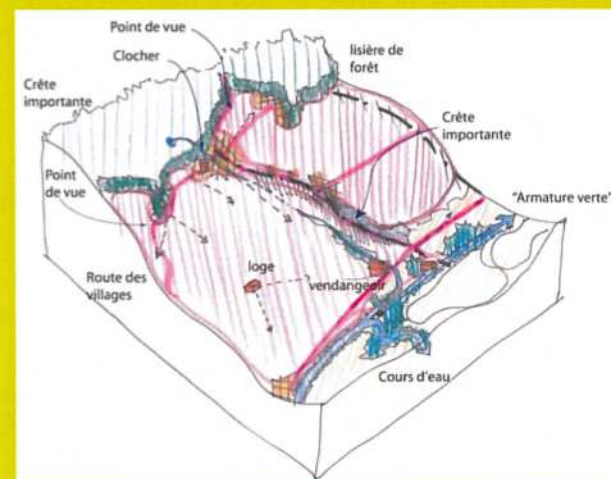 Point de vue
Clocher
lisière de
forêt
Crête
importante
Crête
importante
Point
de vue
"Armature verte"
loge
vendangeoir
Route des
villages
Cours d'eau